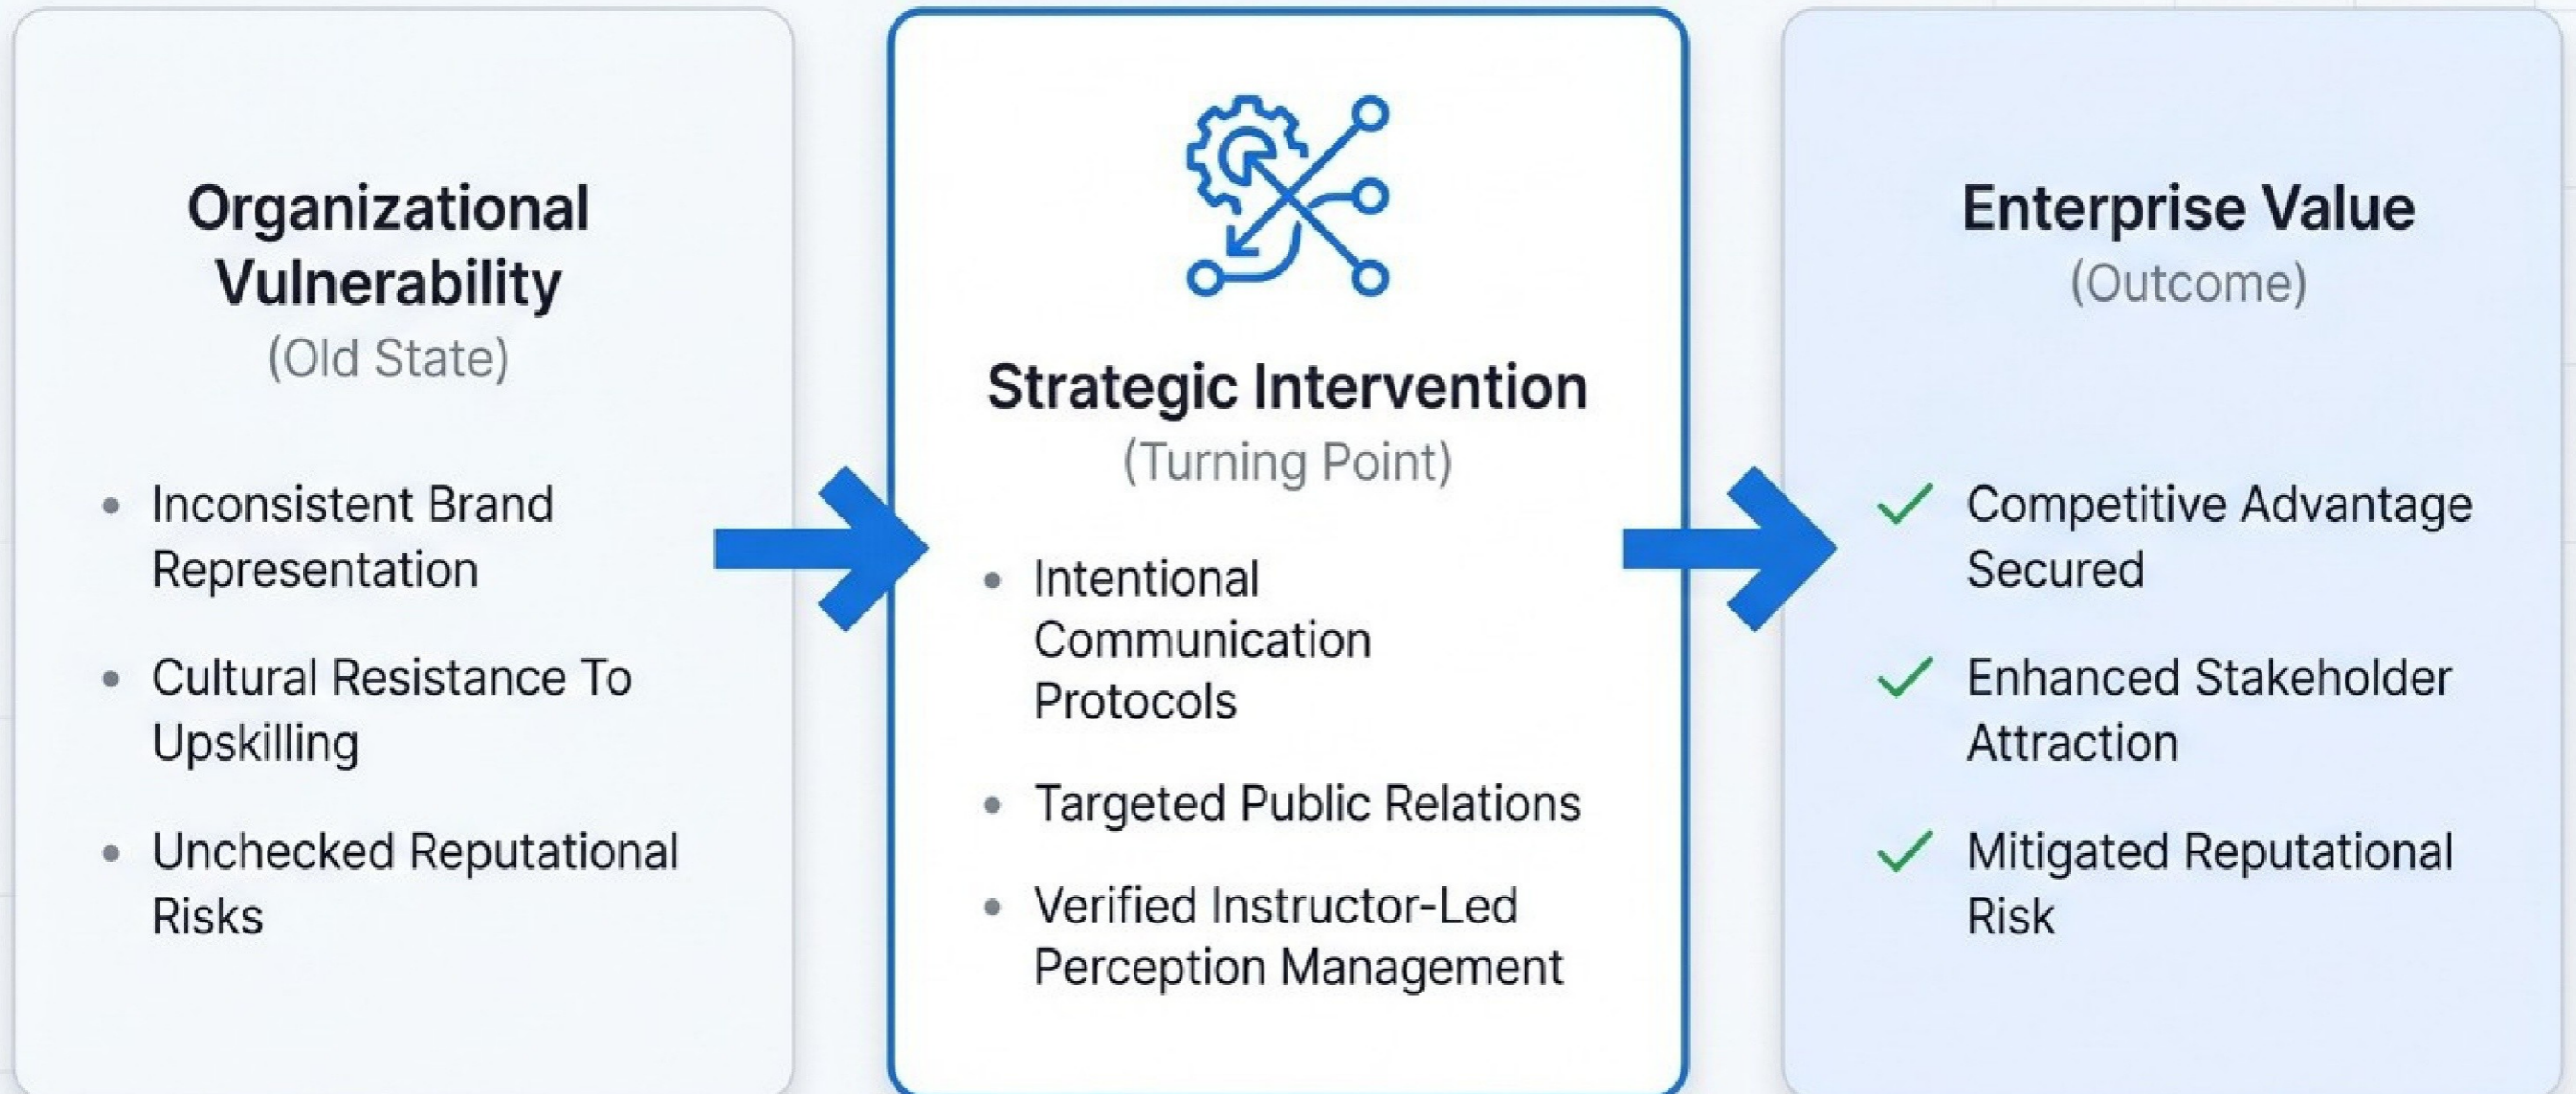 Organizational
Vulnerability
(Old State)
Inconsistent Brand
Representation
Cultural Resistance To
Upskilling
Unchecked Reputational
Risks
Strategic Intervention
(Turning Point)
Intentional
Communication
Protocols
Targeted Public Relations
Verified Instructor-Led
Perception Management
Enterprise Value
(Outcome)
Competitive Advantage
Secured
Enhanced Stakeholder
Attraction
Mitigated Reputational
Risk